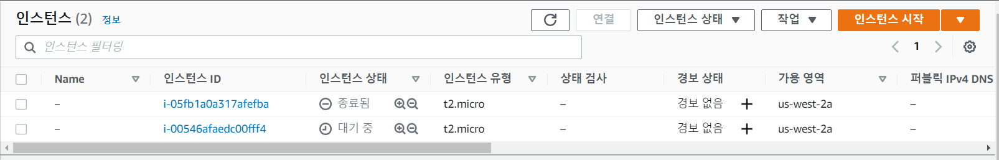 인스턴스 (2) 정보 연결 인스턴스 상태 작업 인스턴스 시작
인스턴스 필터링 1
Name 인스턴스 ID 인스턴스 상태 인스턴스 유형 상태 검사 경보 상태 가용 영역 퍼블릭 IPv4 DNS
– i-05fb1a0a317afefba 종료됨 t2.micro – 경보 없음 + us-west-2a –
– i-00546afaedc00fff4 대기 중 t2.micro – 경보 없음 + us-west-2a –